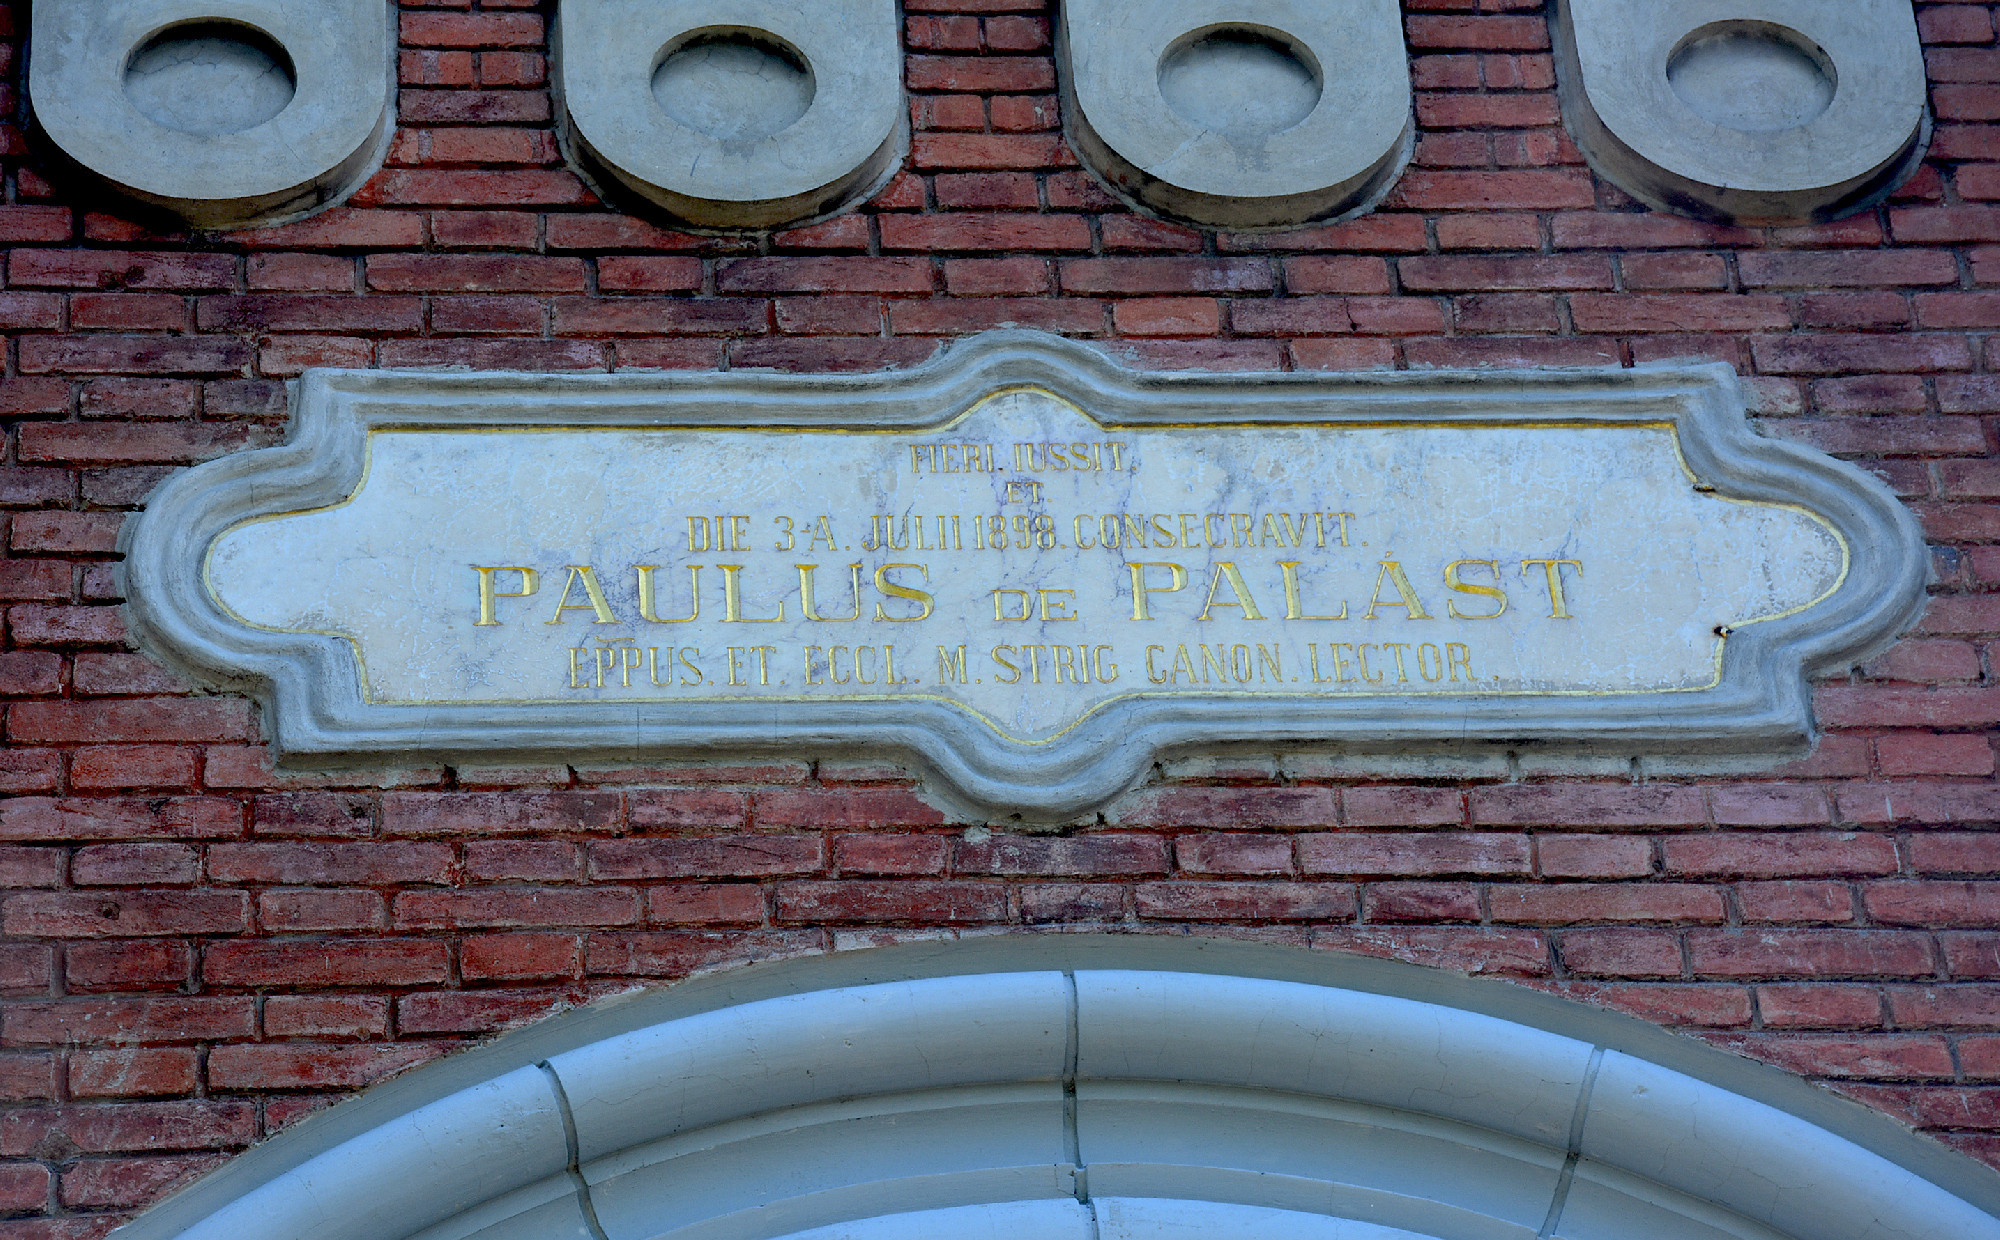 FIERI. IUSSIT.
ET.
DIE 3-A. JULII 1898. CONSECRAVIT.
PAULUS DE PALÁST
EPPUS. ET. ECCL. M. STRIG CANON. LECTOR.